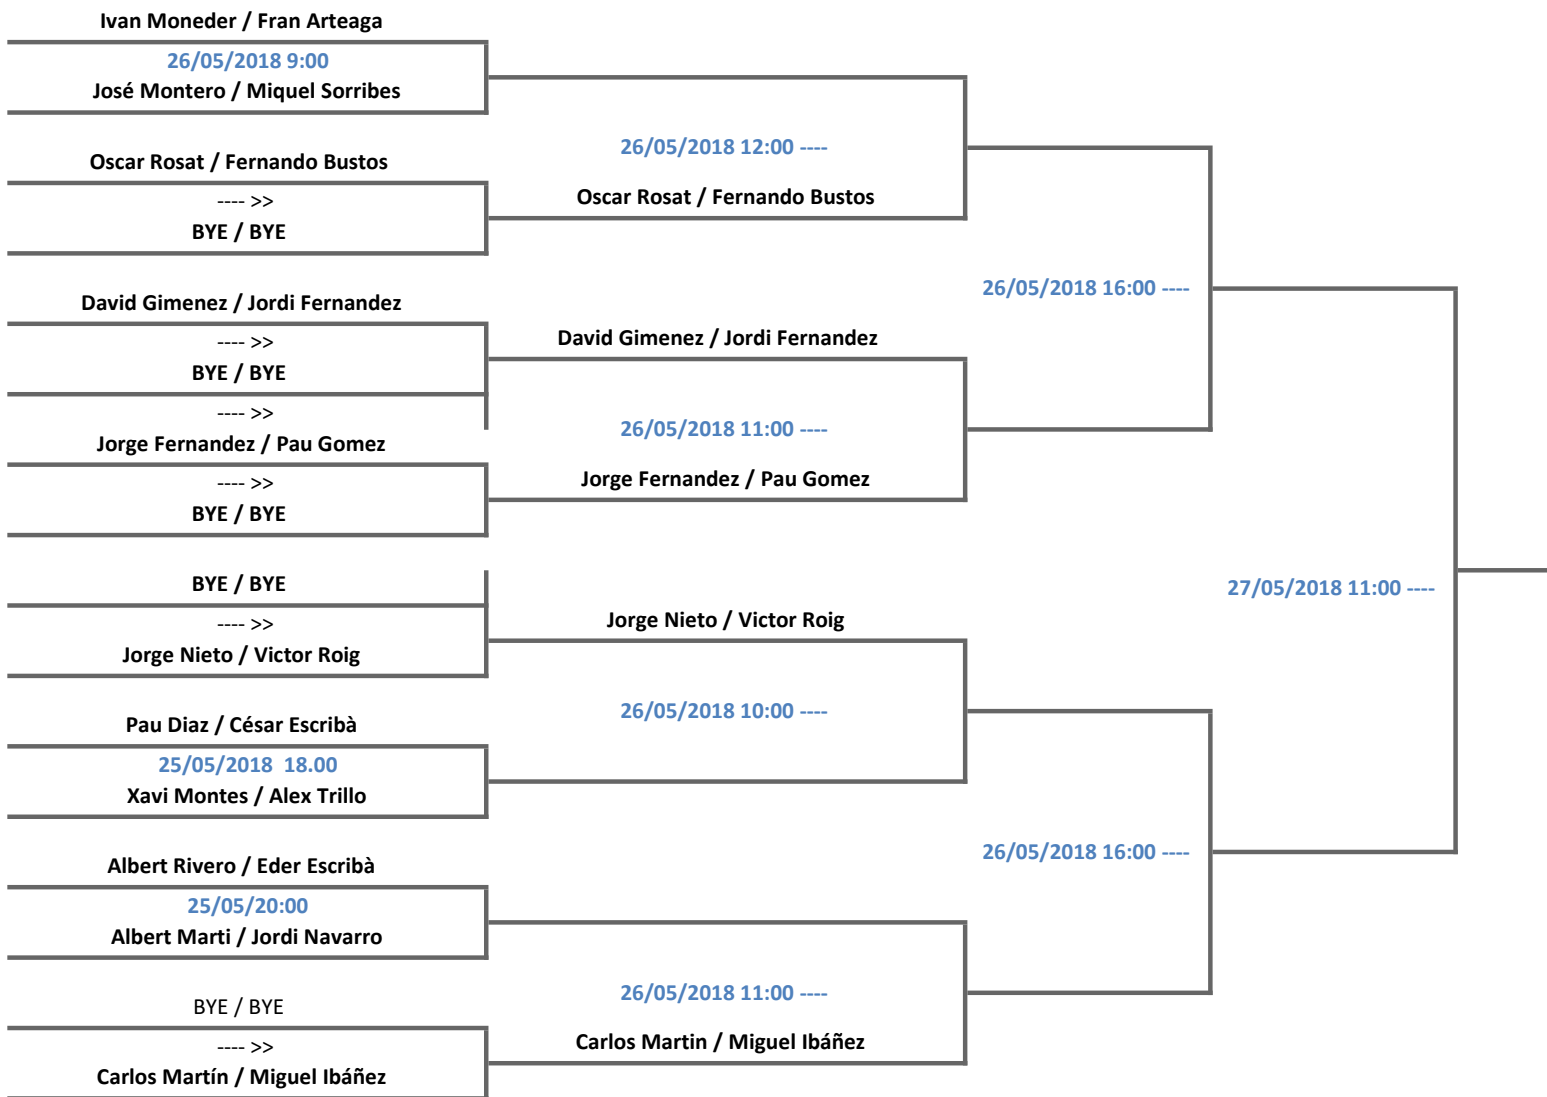 Ivan Moneder / Fran Arteaga
26/05/2018 9:00
José Montero / Miquel Sorribes
26/05/2018 12:00 ----
Oscar Rosat / Fernando Bustos
---- >>
Oscar Rosat / Fernando Bustos
BYE / BYE
26/05/2018 16:00 ----
David Gimenez / Jordi Fernandez
---- >>
David Gimenez / Jordi Fernandez
BYE / BYE
---- >>
26/05/2018 11:00 ----
Jorge Fernandez / Pau Gomez
---- >>
Jorge Fernandez / Pau Gomez
BYE / BYE
BYE / BYE
27/05/2018 11:00 ----
---- >>
Jorge Nieto / Victor Roig
Jorge Nieto / Victor Roig
26/05/2018 10:00 ----
Pau Diaz / César Escribà
25/05/2018  18.00
Xavi Montes / Alex Trillo
26/05/2018 16:00 ----
Albert Rivero / Eder Escribà
25/05/20:00
Albert Marti / Jordi Navarro
26/05/2018 11:00 ----
BYE / BYE
---- >>
Carlos Martin / Miguel Ibáñez
Carlos Martín / Miguel Ibáñez